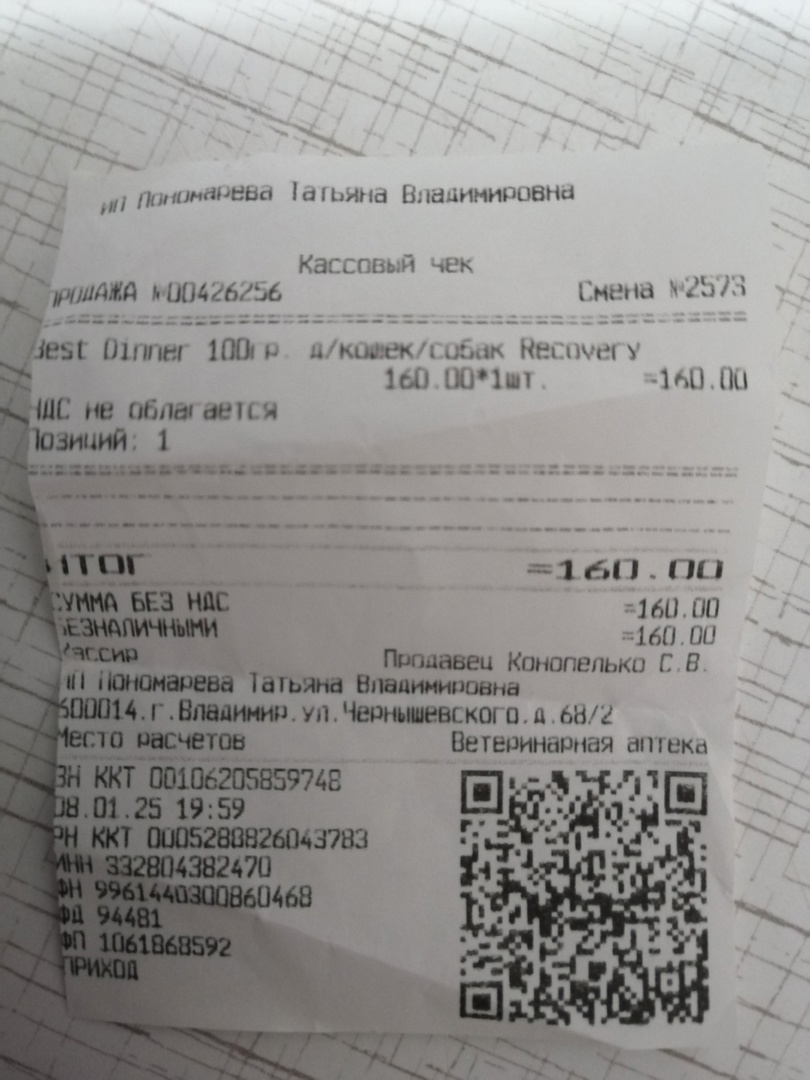 ИП Пономарева Татьяна Владимировна
Кассовый чек
ПРОДАЖА №00426256 Смена №2573
Best Dinner 100гр. д/кошек/собак Recovery
160.00*1шт. =160.00
НДС не облагается
Позиций: 1
ИТОГ =160.00
СУММА БЕЗ НДС =160.00
БЕЗНАЛИЧНЫМИ =160.00
Кассир Продавец Конопелько С.В.
ИП Пономарева Татьяна Владимировна
600014.г.Владимир.ул.Чернышевского.д.68/2
Место расчетов Ветеринарная аптека
ЗН ККТ 00106205859748
08.01.25 19:59
РН ККТ 0005280826043783
ИНН 332804382470
ФН 9961440300860468
ФД 94481
ФП 1061868592
ПРИХОД